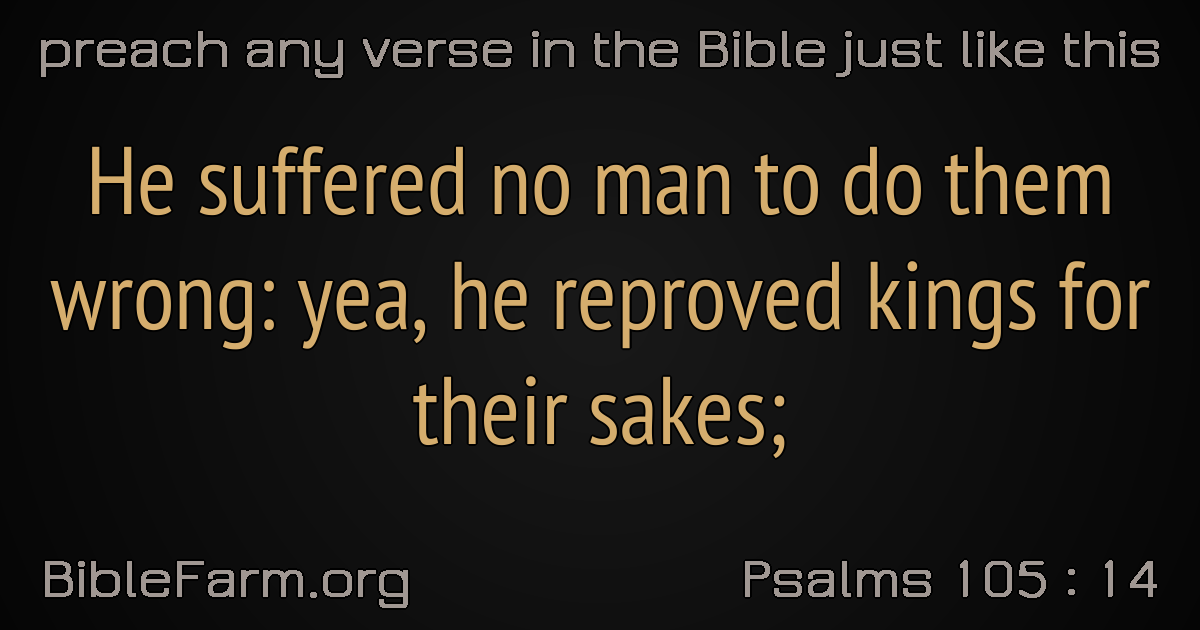 preach any verse in the Bible just like this
He suffered no man to do them
wrong: yea, he reproved kings for
their sakes;
BibleFarm.org
Psalms 105 : 14